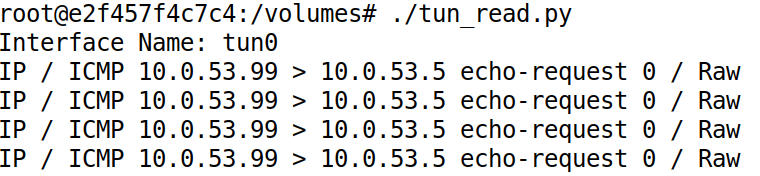 root@e2f457f4c7c4:/volumes# ./tun_read.py
Interface Name: tun0
IP / ICMP 10.0.53.99 > 10.0.53.5 echo-request 0 / Raw
IP / ICMP 10.0.53.99 > 10.0.53.5 echo-request 0 / Raw
IP / ICMP 10.0.53.99 > 10.0.53.5 echo-request 0 / Raw
IP / ICMP 10.0.53.99 > 10.0.53.5 echo-request 0 / Raw